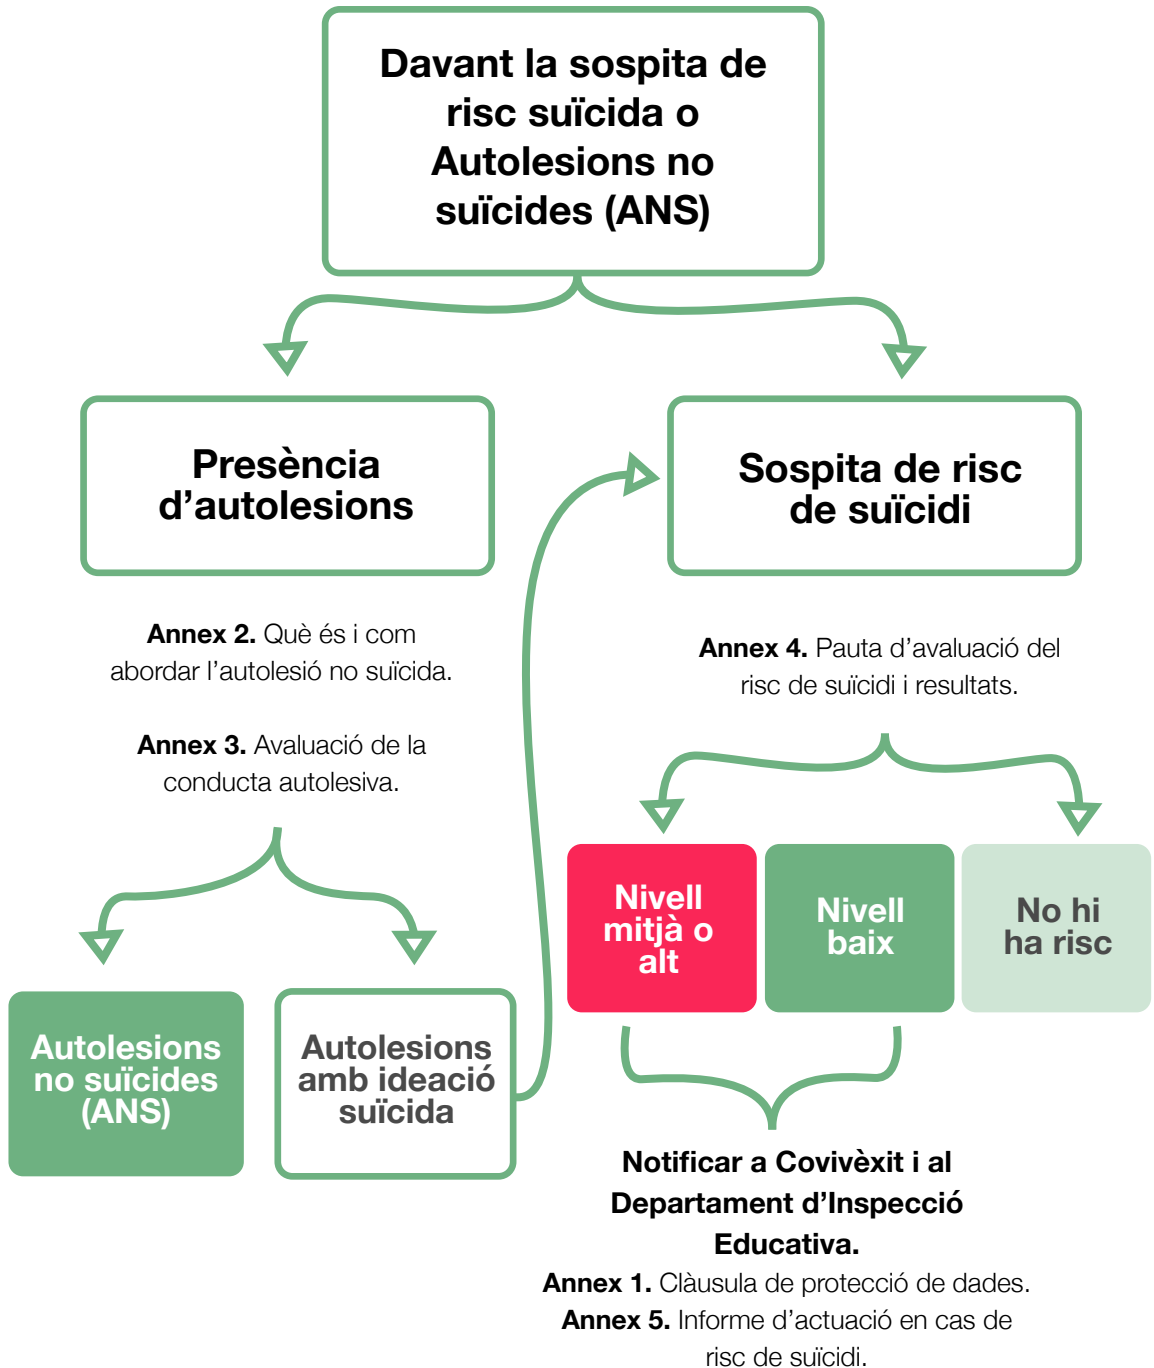 Davant la sospita de
risc suïcida o
Autolesions no
suïcides (ANS)
Presència
d’autolesions
Sospita de risc
de suïcidi
Annex 2. Què és i com
abordar l’autolesió no suïcida.
Annex 3. Avaluació de la
conducta autolesiva.
Annex 4. Pauta d’avaluació del
risc de suïcidi i resultats.
Autolesions
no suïcides
(ANS)
Autolesions
amb ideació
suïcida
Nivell
mitjà o
alt
Nivell
baix
No hi
ha risc
Notificar a Covivèxit i al
Departament d’Inspecció
Educativa.
Annex 1. Clàusula de protecció de dades.
Annex 5. Informe d’actuació en cas de
risc de suïcidi.